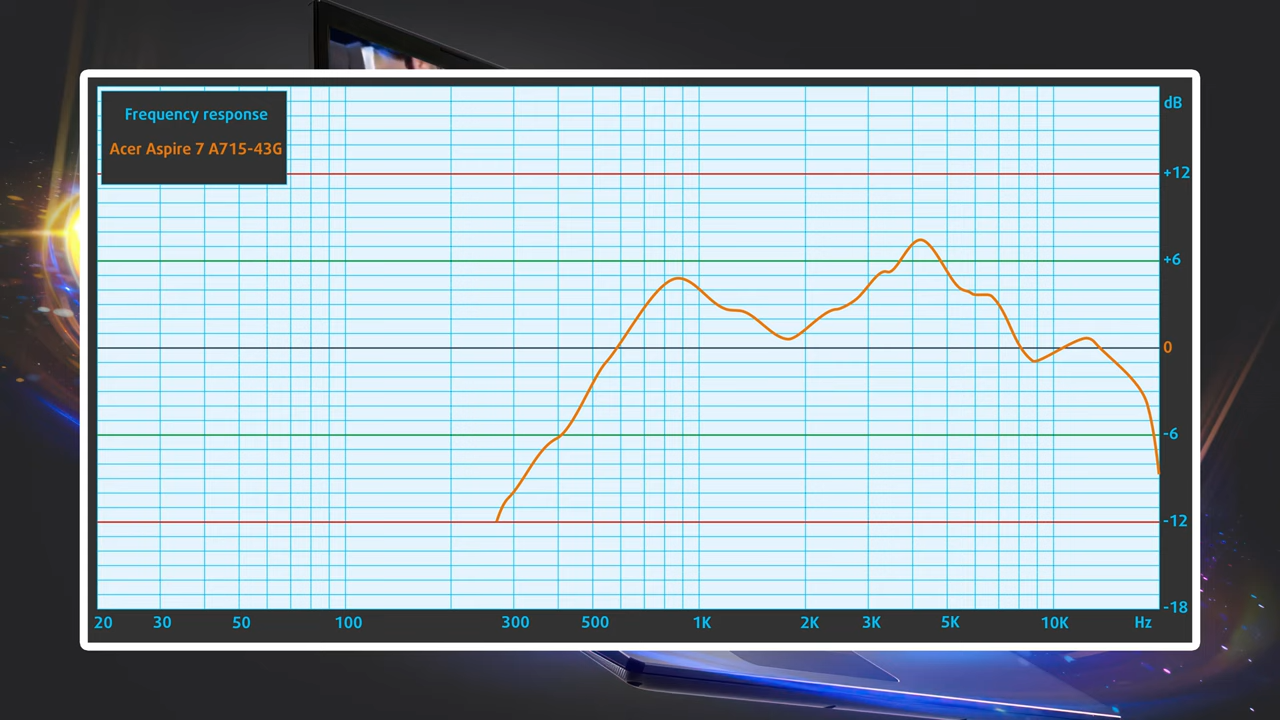 Frequency response
Acer Aspire 7 A715-43G
dB
+12
+6
0
-6
-12
-18
20 30 50 100 300 500 1K 2K 3K 5K 10K Hz